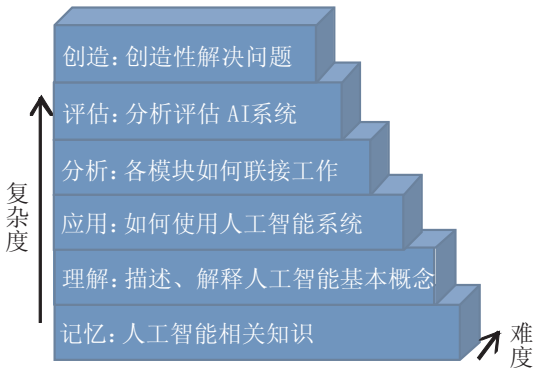 创造：创造性解决问题
评估：分析评估 AI系统
分析：各模块如何联接工作
应用：如何使用人工智能系统
理解：描述、解释人工智能基本概念
记忆：人工智能相关知识
复杂度
难度